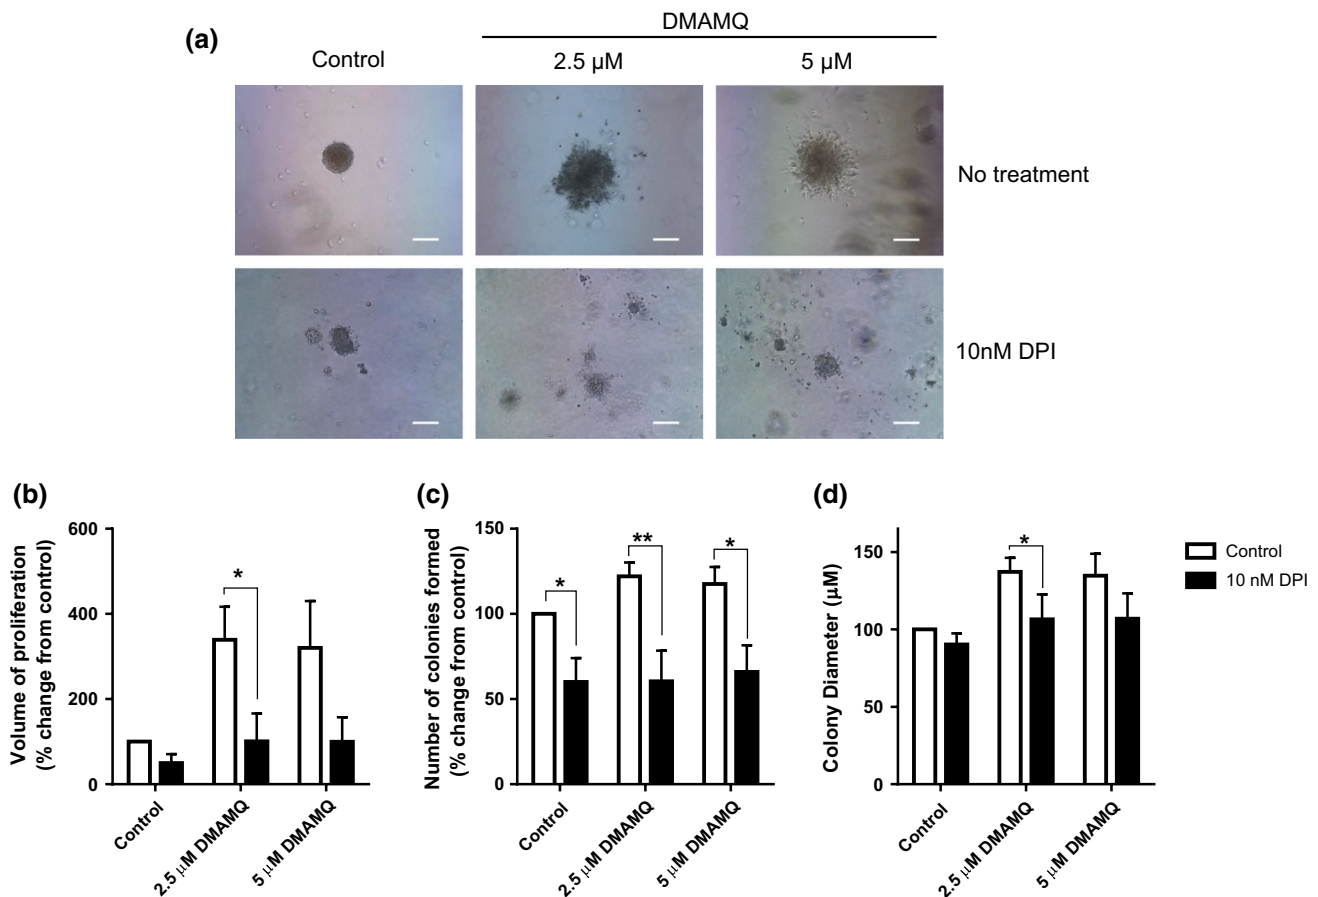 (a)
DMAMQ
Control
2.5 µM
5 µM
No treatment
10nM DPI
(b)
Volume of proliferation
(% change from control)
600
400
200
0
*
Control
2.5 µM DMAMQ
5 µM DMAMQ
(c)
Number of colonies formed
(% change from control)
150
100
50
0
*
**
*
Control
2.5 µM DMAMQ
5 µM DMAMQ
(d)
Colony Diameter (µM)
150
100
50
0
*
Control
2.5 µM DMAMQ
5 µM DMAMQ
Control
10 nM DPI